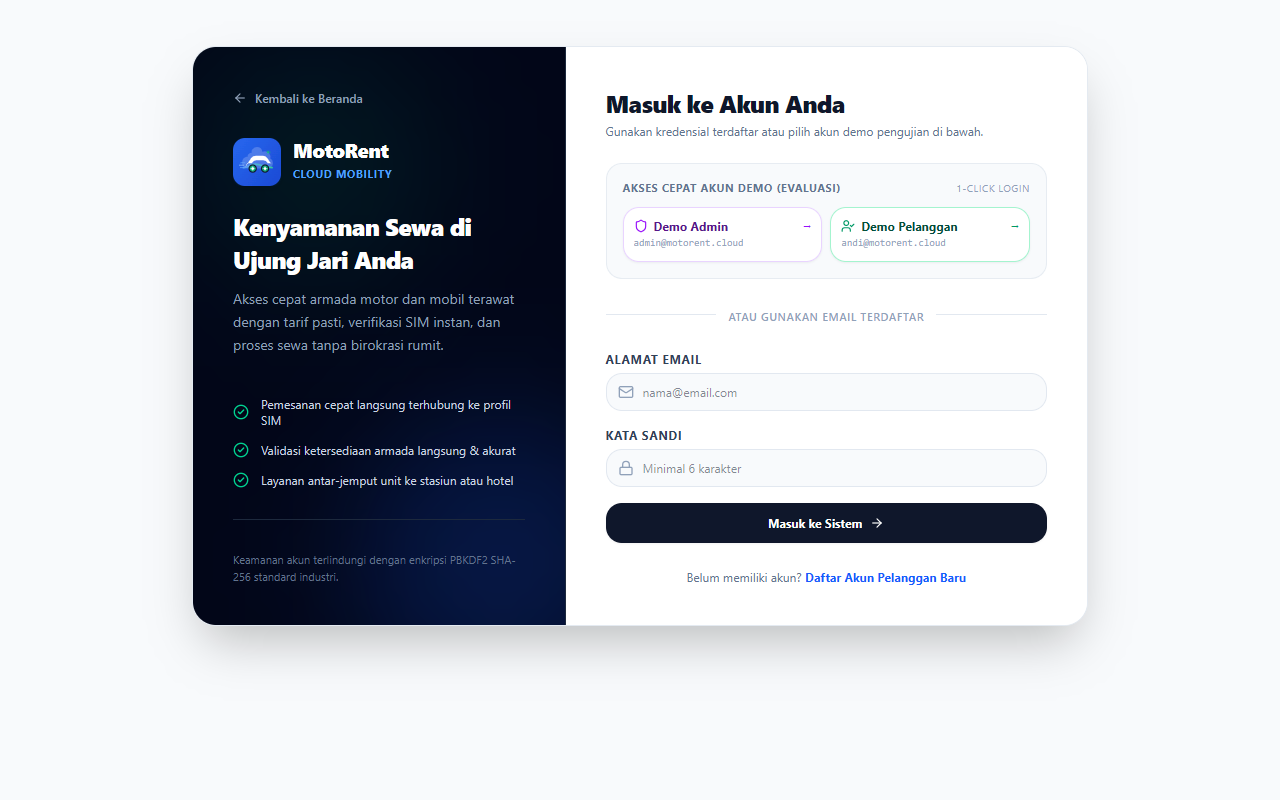 Kembali ke Beranda
MotoRent
CLOUD MOBILITY
Kenyamanan Sewa di
Ujung Jari Anda
Akses cepat armada motor dan mobil terawat
dengan tarif pasti, verifikasi SIM instan, dan
proses sewa tanpa birokrasi rumit.
Pemesanan cepat langsung terhubung ke profil
SIM
Validasi ketersediaan armada langsung & akurat
Layanan antar-jemput unit ke stasiun atau hotel
Keamanan akun terlindungi dengan enkripsi PBKDF2 SHA-
256 standard industri.
Masuk ke Akun Anda
Gunakan kredensial terdaftar atau pilih akun demo pengujian di bawah.
AKSES CEPAT AKUN DEMO (EVALUASI)
1-CLICK LOGIN
Demo Admin →
admin@motorent.cloud
Demo Pelanggan →
andi@motorent.cloud
ATAU GUNAKAN EMAIL TERDAFTAR
ALAMAT EMAIL
nama@email.com
KATA SANDI
Minimal 6 karakter
Masuk ke Sistem
Belum memiliki akun? Daftar Akun Pelanggan Baru